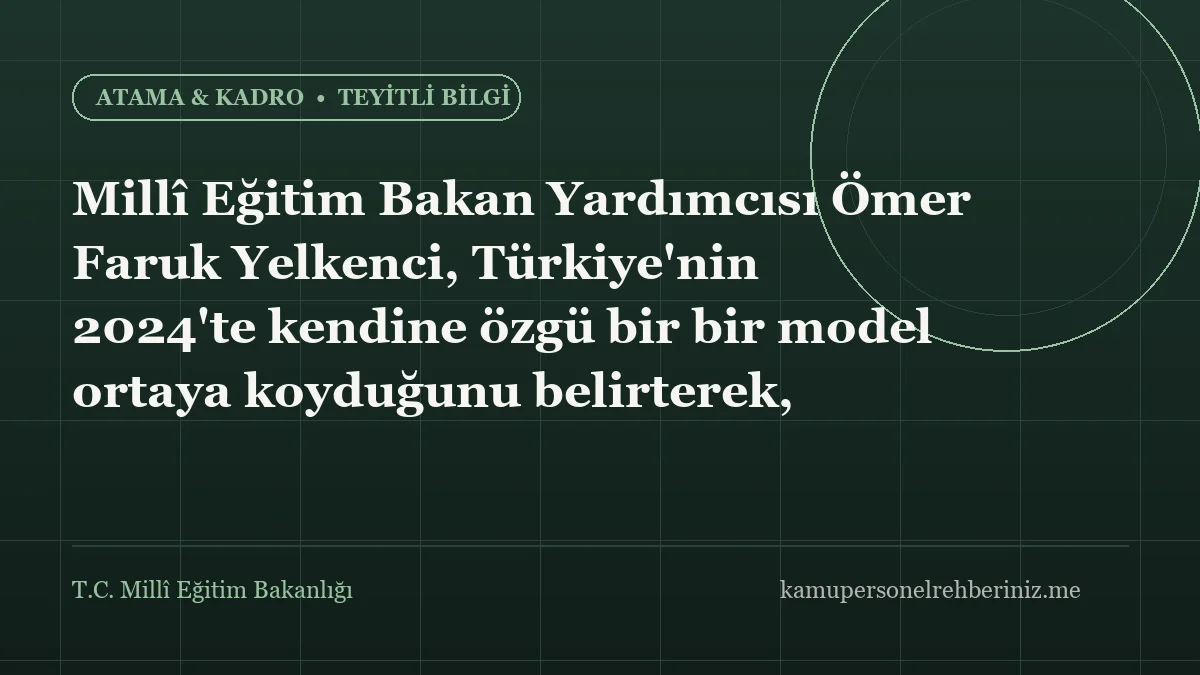 ATAMA & KADRO • TEYİTLİ BİLGİ
Millî Eğitim Bakan Yardımcısı Ömer
Faruk Yelkenci, Türkiye'nin
2024'te kendine özgü bir bir model
ortaya koyduğunu belirterek,
T.C. Millî Eğitim Bakanlığı
kamupersonelrehberiniz.me